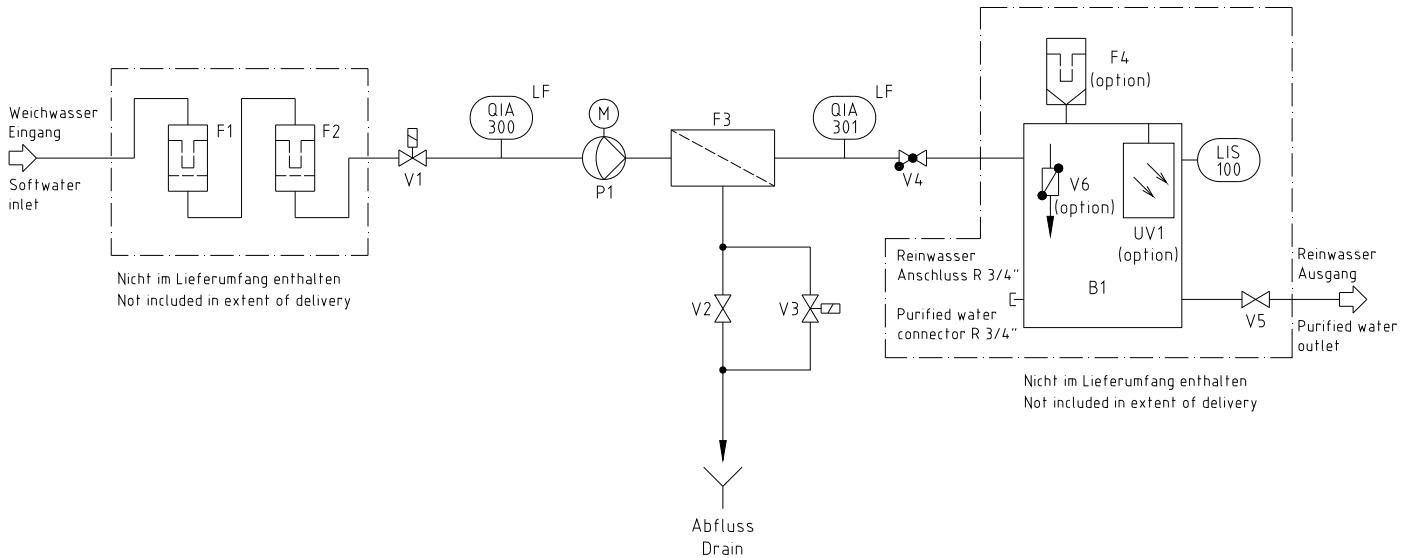 Weichwasser
Eingang
Softwater
inlet
F1
F2
Nicht im Lieferumfang enthalten
Not included in extent of delivery
V1
QIA
300
LF
M
P1
F3
V2
V3
Abfluss
Drain
QIA
301
LF
V4
F4
(option)
V6
(option)
UV1
(option)
LIS
100
B1
Reinwasser
Anschluss R 3/4"
Purified water
connector R 3/4"
V5
Reinwasser
Ausgang
Purified water
outlet
Nicht im Lieferumfang enthalten
Not included in extent of delivery